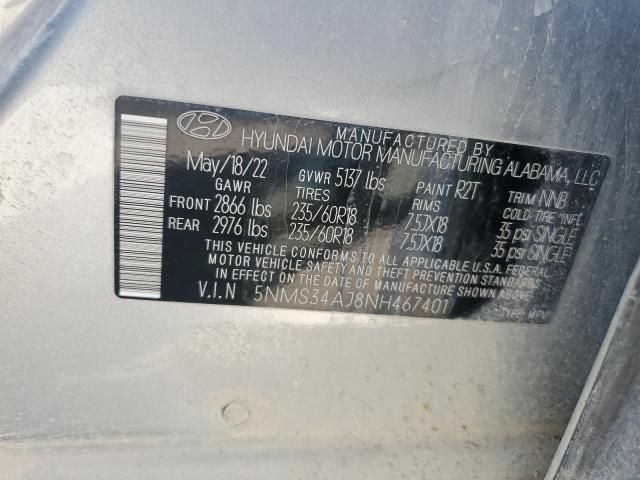 MANUFACTURED BY
HYUNDAI MOTOR MANUFACTURING ALABAMA, LLC
May/18/22 GVWR 5137 lbs PAINT R2T TRIM NNB
GAWR TIRES RIMS COLD TIRE INFL
FRONT 2866 lbs 235/60R18 7.5JX18 35 psi SINGLE
REAR 2976 lbs 235/60R18 7.5JX18 35 psi SINGLE
THIS VEHICLE CONFORMS TO ALL APPLICABLE U.S.A. FEDERAL
MOTOR VEHICLE SAFETY AND THEFT PREVENTION STANDARDS IN EFFECT ON THE
DATE OF MANUFACTURE SHOWN ABOVE.
V.I.N 5NMS34AJ8NH467401
TYPE: MPV